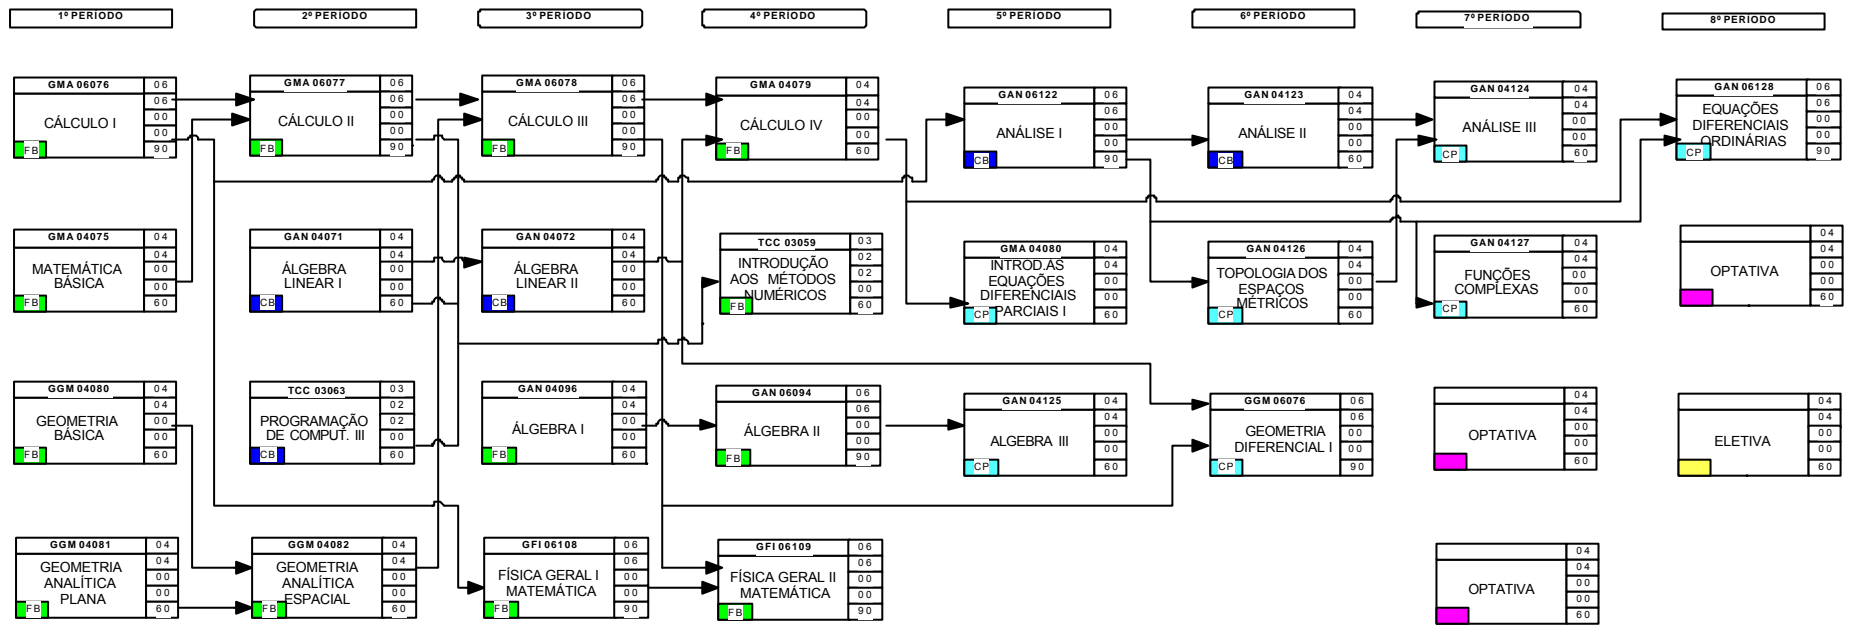 1º PERÍODO
2º PERÍODO
3º PERÍODO
4º PERÍODO
5º PERÍODO
6º PERÍODO
7º PERÍODO
8º PERÍODO
GMA 06076 06
06
00
00
90
CÁLCULO I
FB
GMA 06077 06
06
00
00
90
CÁLCULO II
FB
GMA 06078 06
06
00
00
90
CÁLCULO III
FB
GMA 04079 04
04
00
00
60
CÁLCULO IV
FB
GAN 06122 06
06
00
00
90
ANÁLISE I
CB
GAN 04123 04
04
00
00
60
ANÁLISE II
CB
GAN 04124 04
04
00
00
60
ANÁLISE III
CP
GAN 06128 06
06
00
00
90
EQUAÇÕES
DIFERENCIAIS
ORDINÁRIAS
CP
GMA 04075 04
04
00
00
60
MATEMÁTICA
BÁSICA
FB
GAN 04071 04
04
00
00
60
ÁLGEBRA
LINEAR I
CB
GAN 04072 04
04
00
00
60
ÁLGEBRA
LINEAR II
CB
TCC 03059 03
02
02
00
60
INTRODUÇÃO
AOS MÉTODOS
NUMÉRICOS
FB
GMA 04080 04
04
00
00
60
INTROD.AS
EQUAÇÕES
DIFERENCIAIS
PARCIAIS I
CP
GAN 04126 04
04
00
00
60
TOPOLOGIA DOS
ESPAÇOS
MÉTRICOS
CP
GAN 04127 04
04
00
00
60
FUNÇÕES
COMPLEXAS
CP
04
04
00
00
60
OPTATIVA
GGM 04080 04
04
00
00
60
GEOMETRIA
BÁSICA
FB
TCC 03063 03
02
02
00
60
PROGRAMAÇÃO
DE COMPUT. III
CB
GAN 04096 04
04
00
00
60
ÁLGEBRA I
FB
GAN 06094 06
06
00
00
90
ÁLGEBRA II
FB
GAN 04125 04
04
00
00
60
ALGEBRA III
CP
GGM 06076 06
06
00
00
90
GEOMETRIA
DIFERENCIAL I
CP
04
04
00
00
60
OPTATIVA
04
04
00
00
60
ELETIVA
GGM 04081 04
04
00
00
60
GEOMETRIA
ANALÍTICA
PLANA
FB
GGM 04082 04
04
00
00
60
GEOMETRIA
ANALÍTICA
ESPACIAL
FB
GFI 06108 06
06
00
00
90
FÍSICA GERAL I
MATEMÁTICA
FB
GFI 06109 06
06
00
00
90
FÍSICA GERAL II
MATEMÁTICA
FB
04
04
00
00
60
OPTATIVA